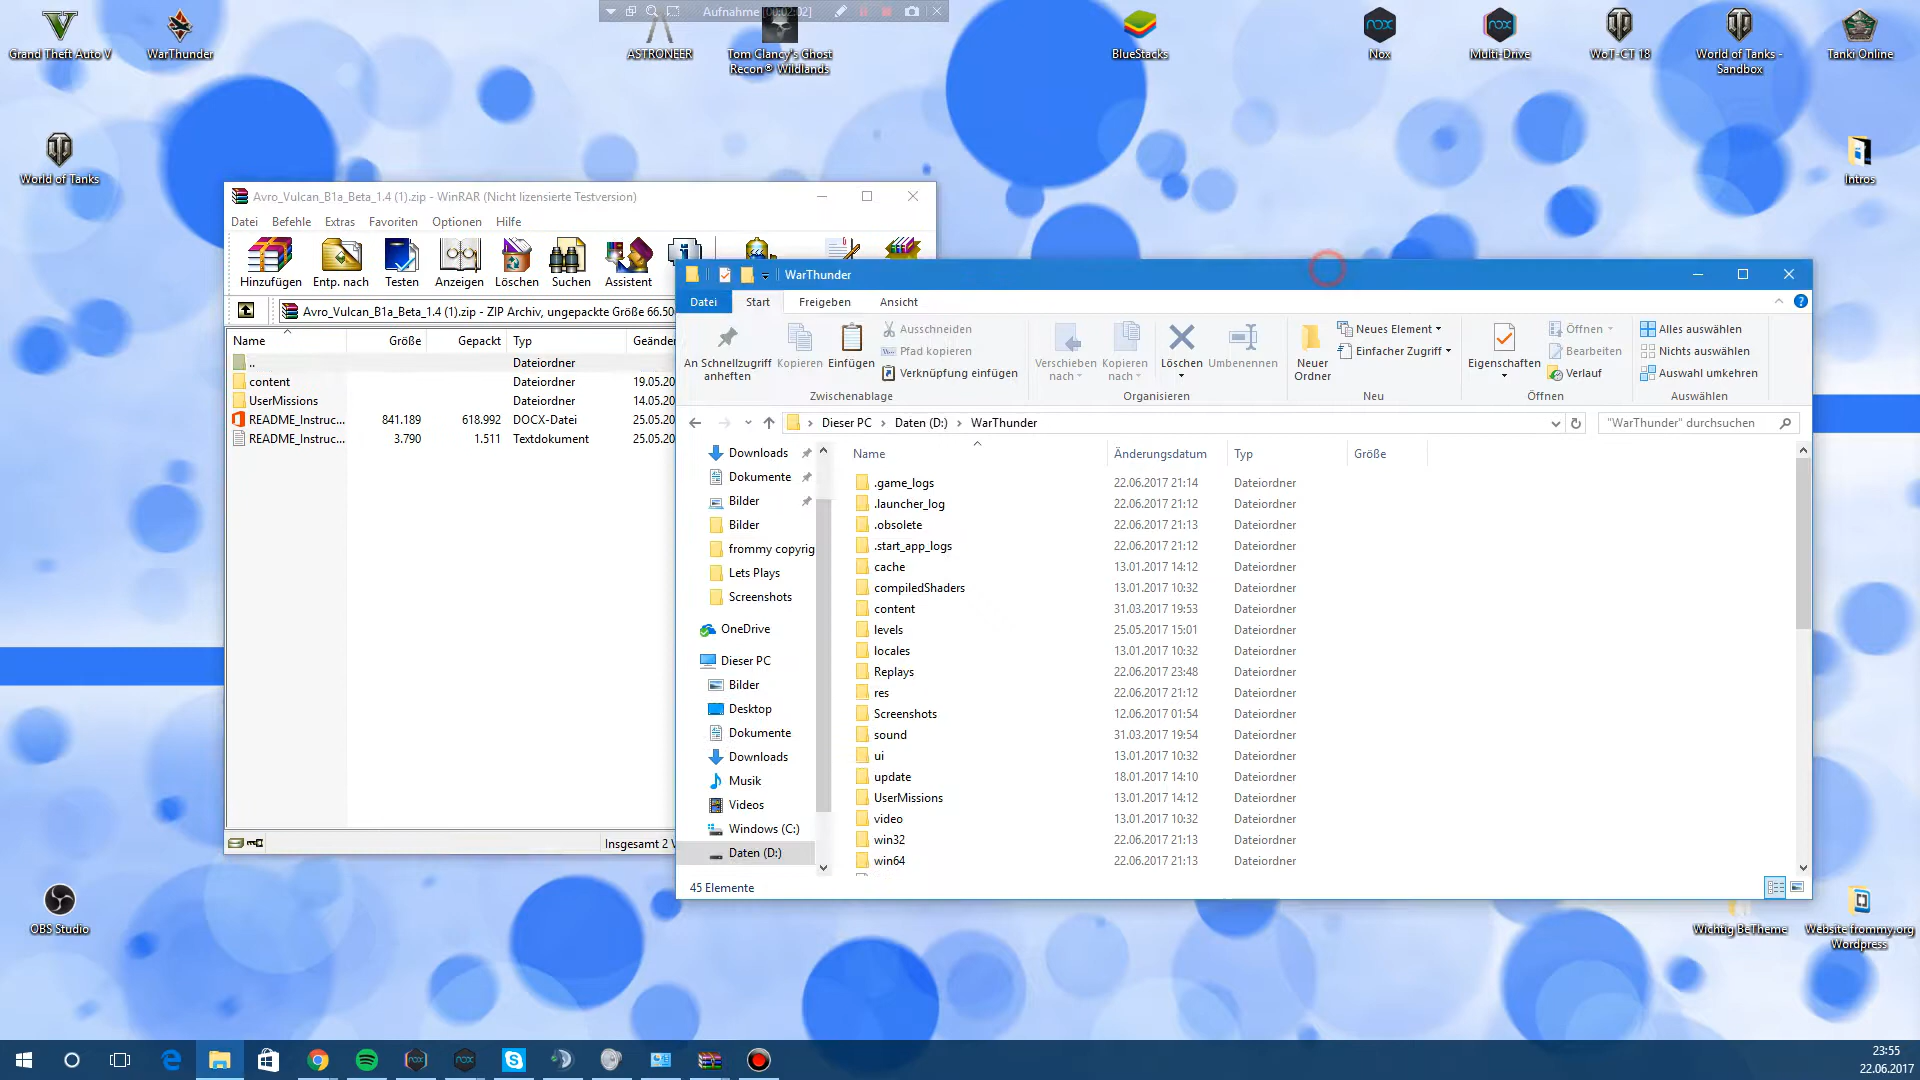 Aufnahme [00:02:02]
Grand Theft Auto V
WarThunder
ASTRONEER
Tom Clancy's Ghost
Recon® Wildlands
BlueStacks
Nox
Multi-Drive
WoT-CT 18
World of Tanks -
Sandbox
Tanki Online
World of Tanks
Intros
Avro_Vulcan_B1a_Beta_1.4 (1).zip - WinRAR (Nicht lizensierte Testversion)
Datei Befehle Extras Favoriten Optionen Hilfe
Hinzufügen Entp. nach Testen Anzeigen Löschen Suchen Assistent
Avro_Vulcan_B1a_Beta_1.4 (1).zip - ZIP Archiv, ungepackte Größe 66.50
Name Größe Gepackt Typ Geänder
.. Dateiordner
content Dateiordner 19.05.20
UserMissions Dateiordner 14.05.20
README_Instruc... 841.189 618.992 DOCX-Datei 25.05.20
README_Instruc... 3.790 1.511 Textdokument 25.05.20
Insgesamt 2 V
WarThunder
Datei Start Freigeben Ansicht
An Schnellzugriff
anheften
Kopieren
Einfügen
Ausschneiden
Pfad kopieren
Verknüpfung einfügen
Zwischenablage
Verschieben
nach
Kopieren
nach
Löschen
Umbenennen
Organisieren
Neuer
Ordner
Neues Element
Einfacher Zugriff
Neu
Eigenschaften
Öffnen
Bearbeiten
Verlauf
Öffnen
Alles auswählen
Nichts auswählen
Auswahl umkehren
Auswählen
Dieser PC Daten (D:) WarThunder
"WarThunder" durchsuchen
Downloads
Dokumente
Bilder
Bilder
frommy copyrig
Lets Plays
Screenshots
OneDrive
Dieser PC
Bilder
Desktop
Dokumente
Downloads
Musik
Videos
Windows (C:)
Daten (D:)
Name Änderungsdatum Typ Größe
.game_logs 22.06.2017 21:14 Dateiordner
.launcher_log 22.06.2017 21:12 Dateiordner
.obsolete 22.06.2017 21:13 Dateiordner
.start_app_logs 22.06.2017 21:12 Dateiordner
cache 13.01.2017 14:12 Dateiordner
compiledShaders 13.01.2017 10:32 Dateiordner
content 31.03.2017 19:53 Dateiordner
levels 25.05.2017 15:01 Dateiordner
locales 13.01.2017 10:32 Dateiordner
Replays 22.06.2017 23:48 Dateiordner
res 22.06.2017 21:12 Dateiordner
Screenshots 12.06.2017 01:54 Dateiordner
sound 31.03.2017 19:54 Dateiordner
ui 13.01.2017 10:32 Dateiordner
update 18.01.2017 14:10 Dateiordner
UserMissions 13.01.2017 14:12 Dateiordner
video 13.01.2017 10:32 Dateiordner
win32 22.06.2017 21:13 Dateiordner
win64 22.06.2017 21:13 Dateiordner
45 Elemente
OBS Studio
Wichtig BeTheme
Website frommy.org
Wordpress
23:55
22.06.2017